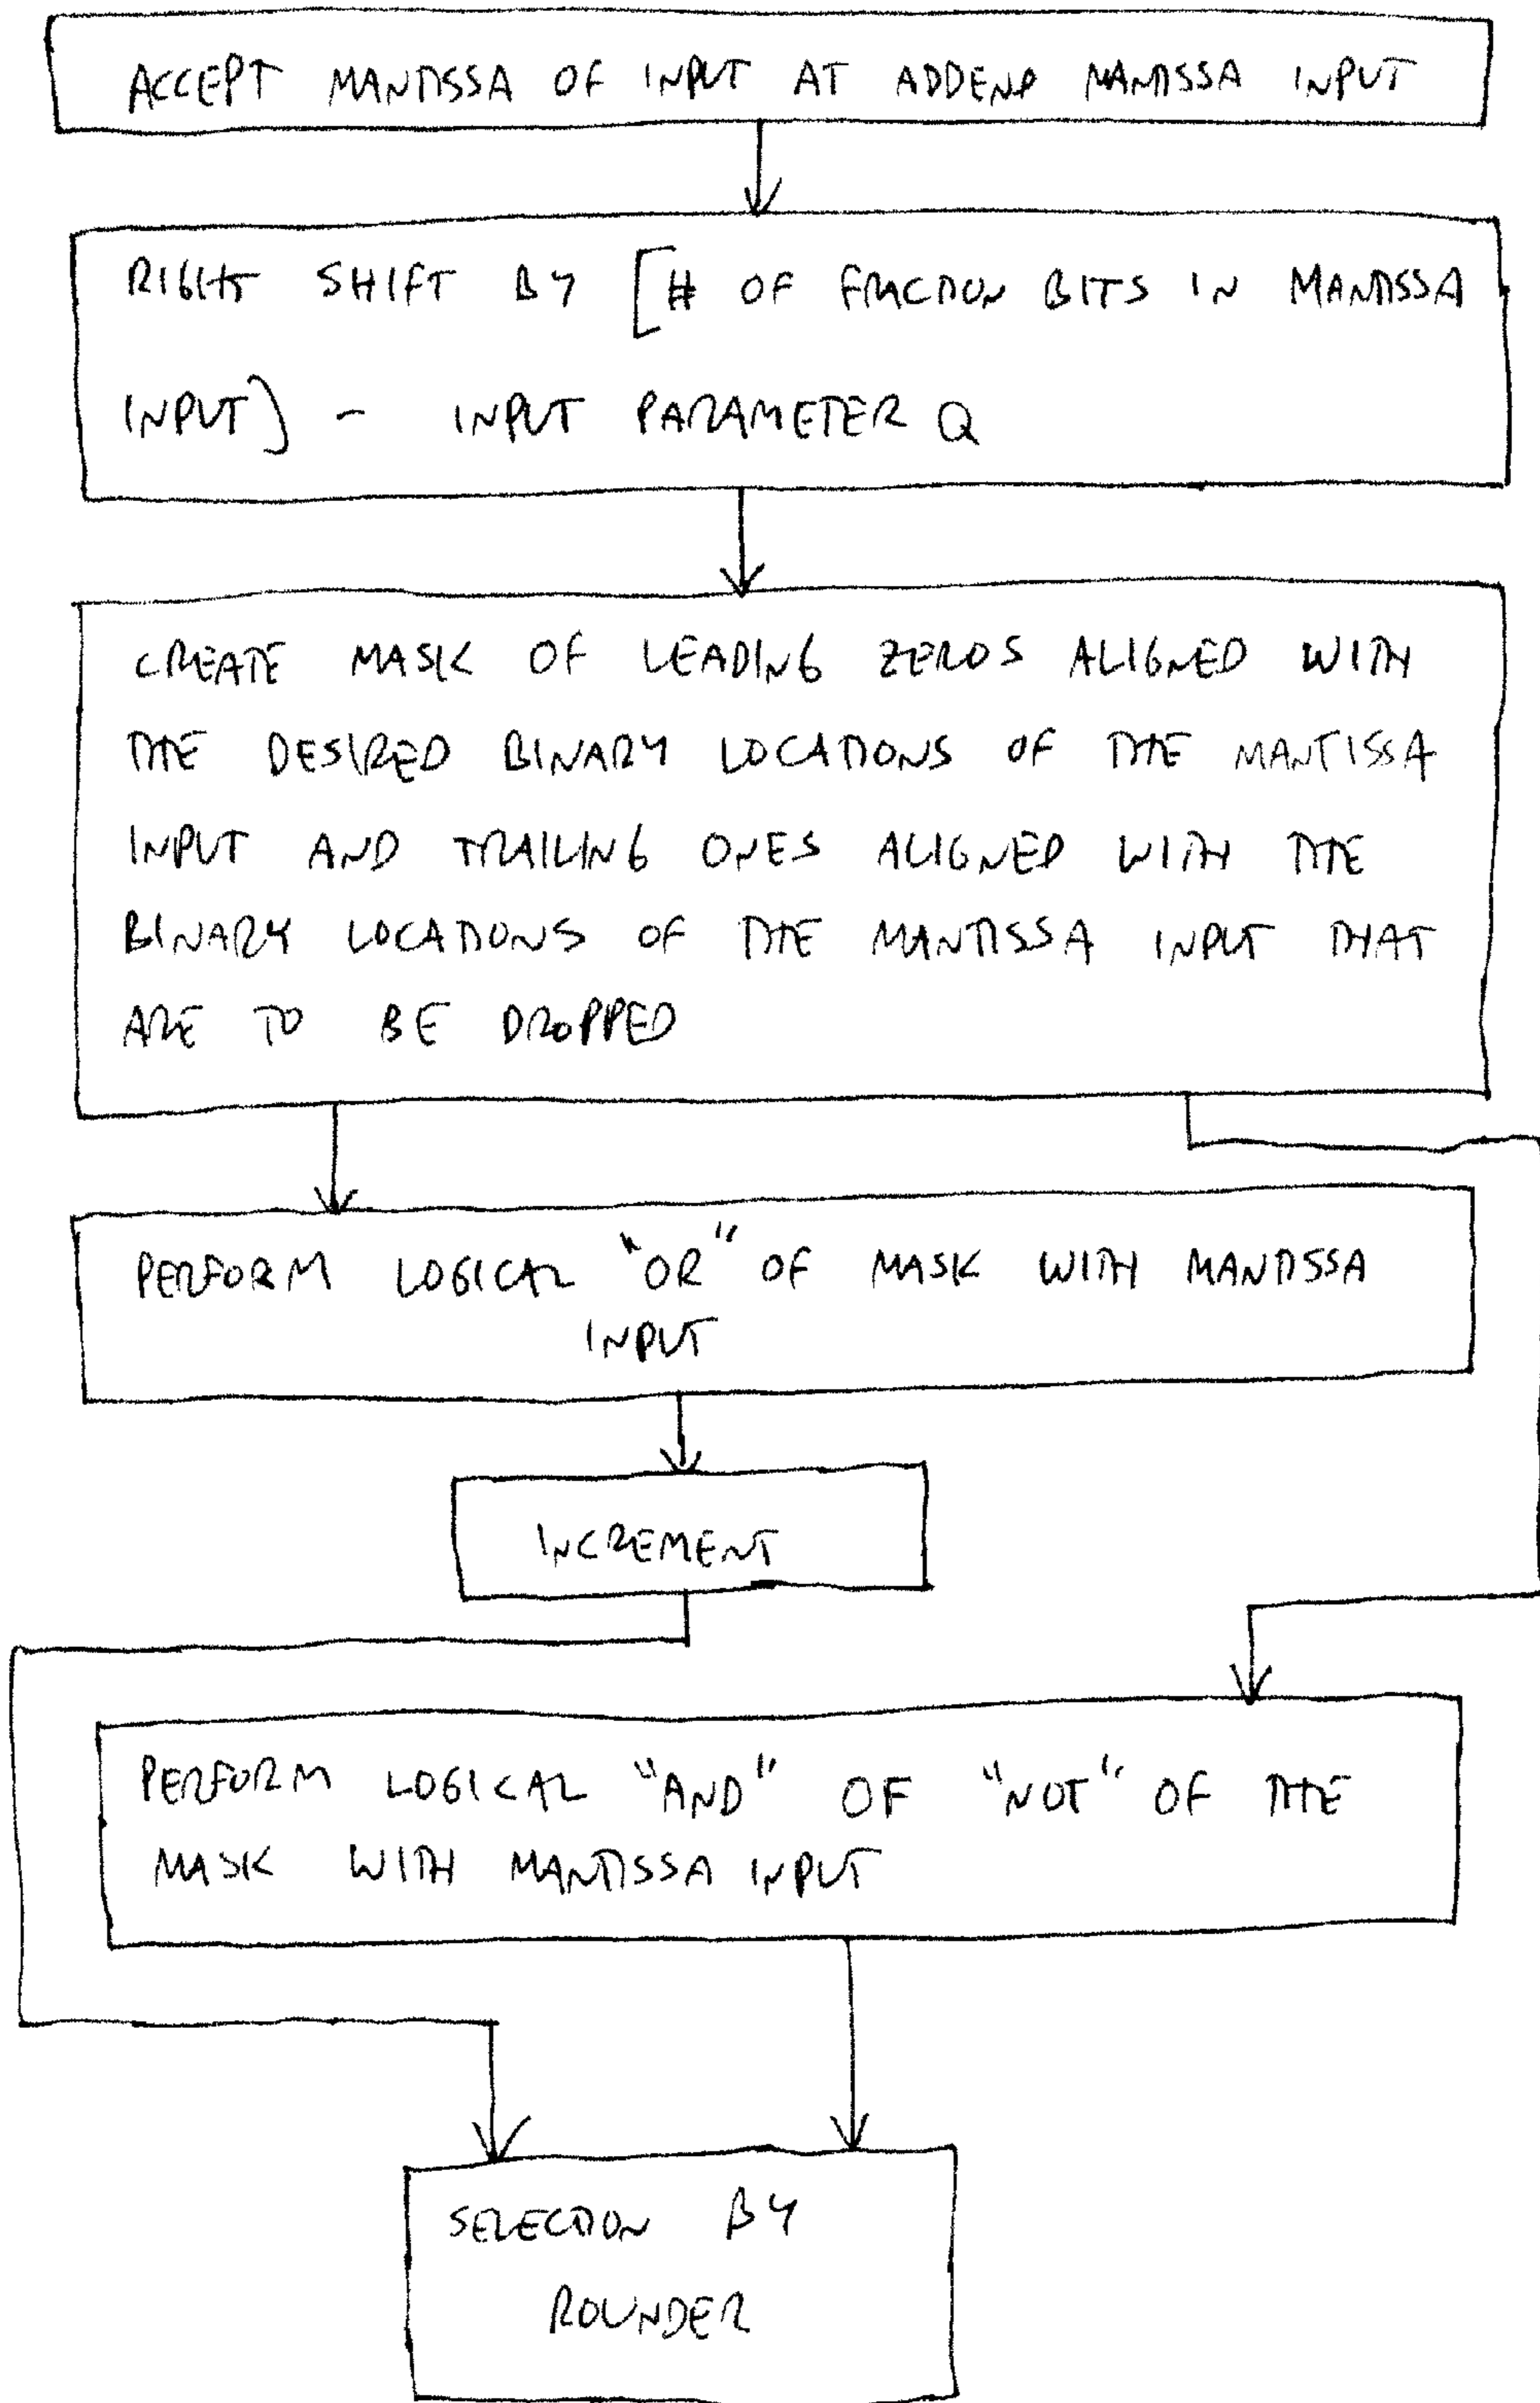 ACCEPT MANTISSA OF INPUT AT ADDEND MANTISSA INPUT
RIGHT SHIFT BY [# OF FRACTION BITS IN MANTISSA
INPUT] - INPUT PARAMETER Q
CREATE MASK OF LEADING ZEROS ALIGNED WITH
THE DESIRED BINARY LOCATIONS OF THE MANTISSA
INPUT AND TRAILING ONES ALIGNED WITH THE
BINARY LOCATIONS OF THE MANTISSA INPUT THAT
ARE TO BE DROPPED
PERFORM LOGICAL "OR" OF MASK WITH MANTISSA
INPUT
INCREMENT
PERFORM LOGICAL "AND" OF "NOT" OF THE
MASK WITH MANTISSA INPUT
SELECTION BY
ROUNDER